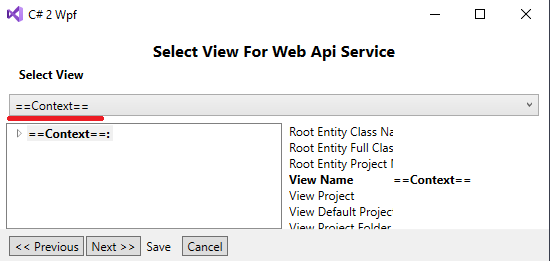 C# 2 Wpf
Select View For Web Api Service
Select View
==Context==
==Context==:
Root Entity Class Na
Root Entity Full Clas
Root Entity Project
View Name ==Context==
View Project
View Default Project
View Project Folder
<< Previous Next >> Save Cancel